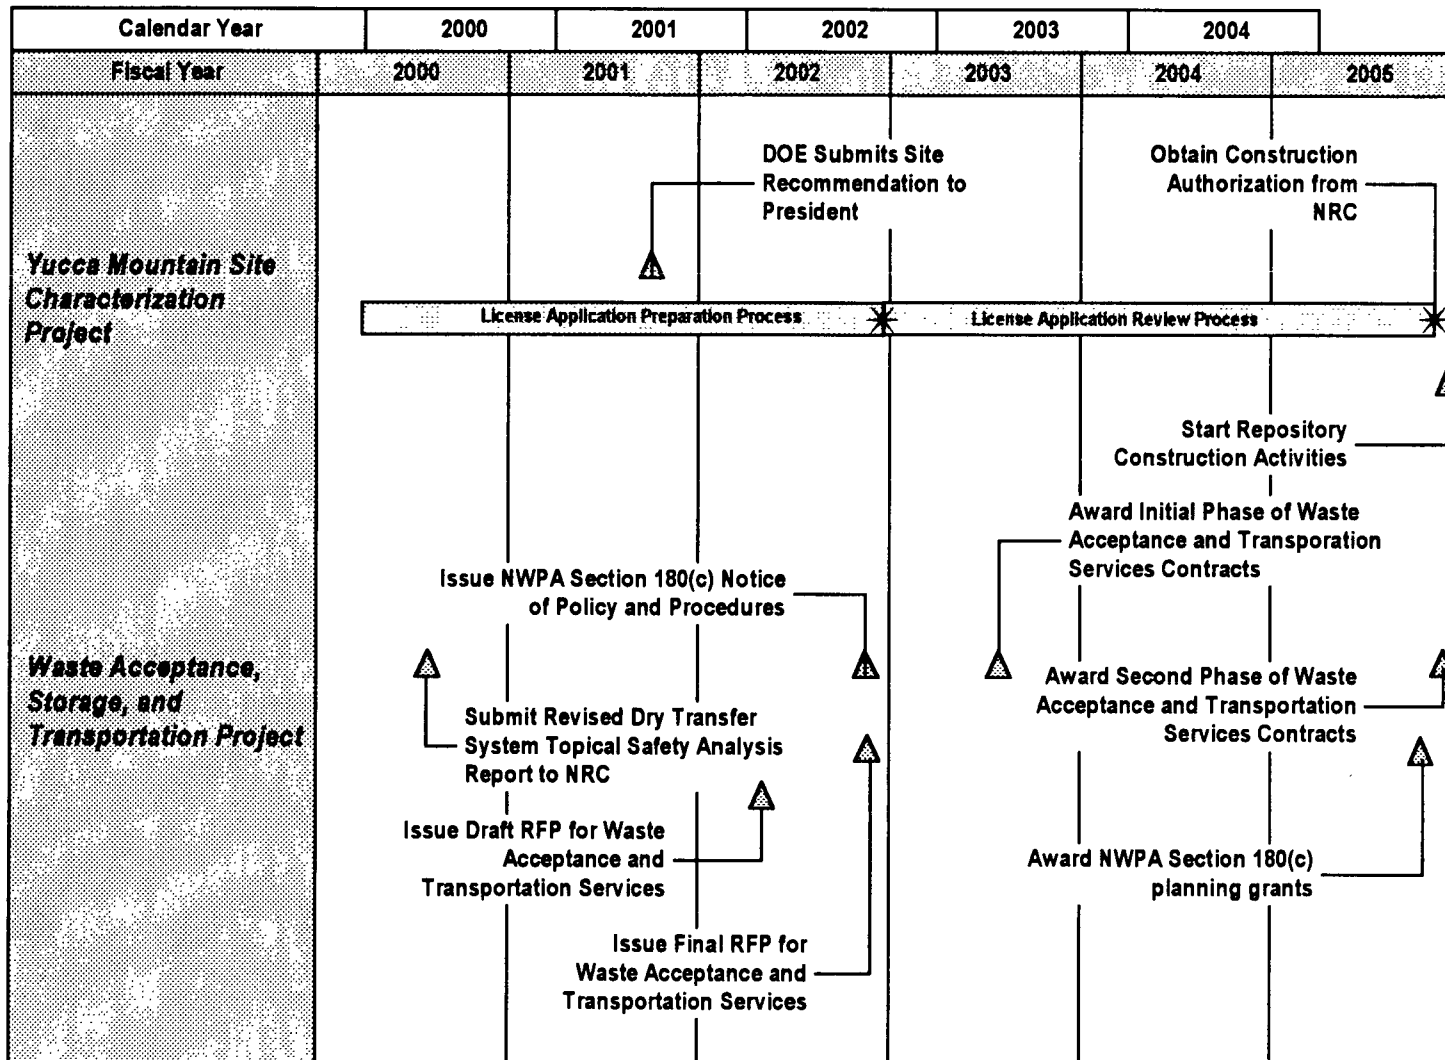 Calendar Year 2000 2001 2002 2003 2004
Fiscal Year 2000 2001 2002 2003 2004 2005
DOE Submits Site
Recommendation to
President
Obtain Construction
Authorization from
NRC
Yucca Mountain Site
Characterization
Project
License Application Preparation Process
License Application Review Process
Start Repository
Construction Activities
Award Initial Phase of Waste
Acceptance and Transporation
Services Contracts
Issue NWPA Section 180(c) Notice
of Policy and Procedures
Waste Acceptance,
Storage, and
Transportation Project
Award Second Phase of Waste
Acceptance and Transportation
Services Contracts
Submit Revised Dry Transfer
System Topical Safety Analysis
Report to NRC
Issue Draft RFP for Waste
Acceptance and
Transportation Services
Award NWPA Section 180(c)
planning grants
Issue Final RFP for
Waste Acceptance and
Transportation Services